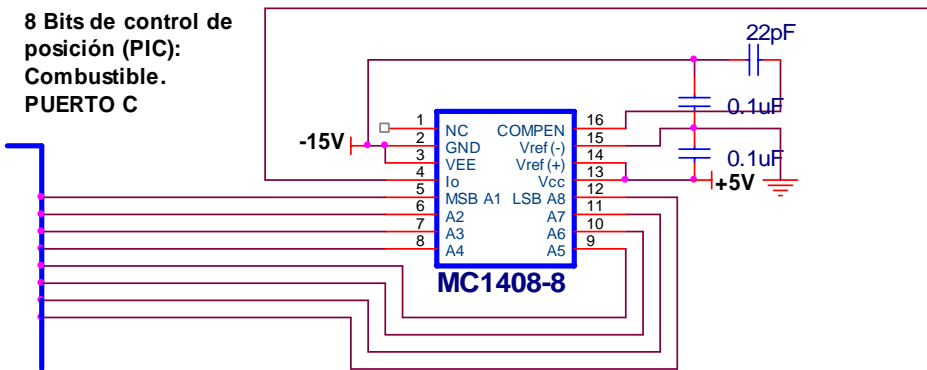 8 Bits de control de
posición (PIC):
Combustible.
PUERTO C
22pF
0.1uF
0.1uF
-15V
+5V
1 NC COMPEN 16
2 GND Vref(-) 15
3 VEE Vref(+) 14
4 Io Vcc 13
5 MSB A1 LSB A8 12
6 A2 A7 11
7 A3 A6 10
8 A4 A5 9
MC1408-8